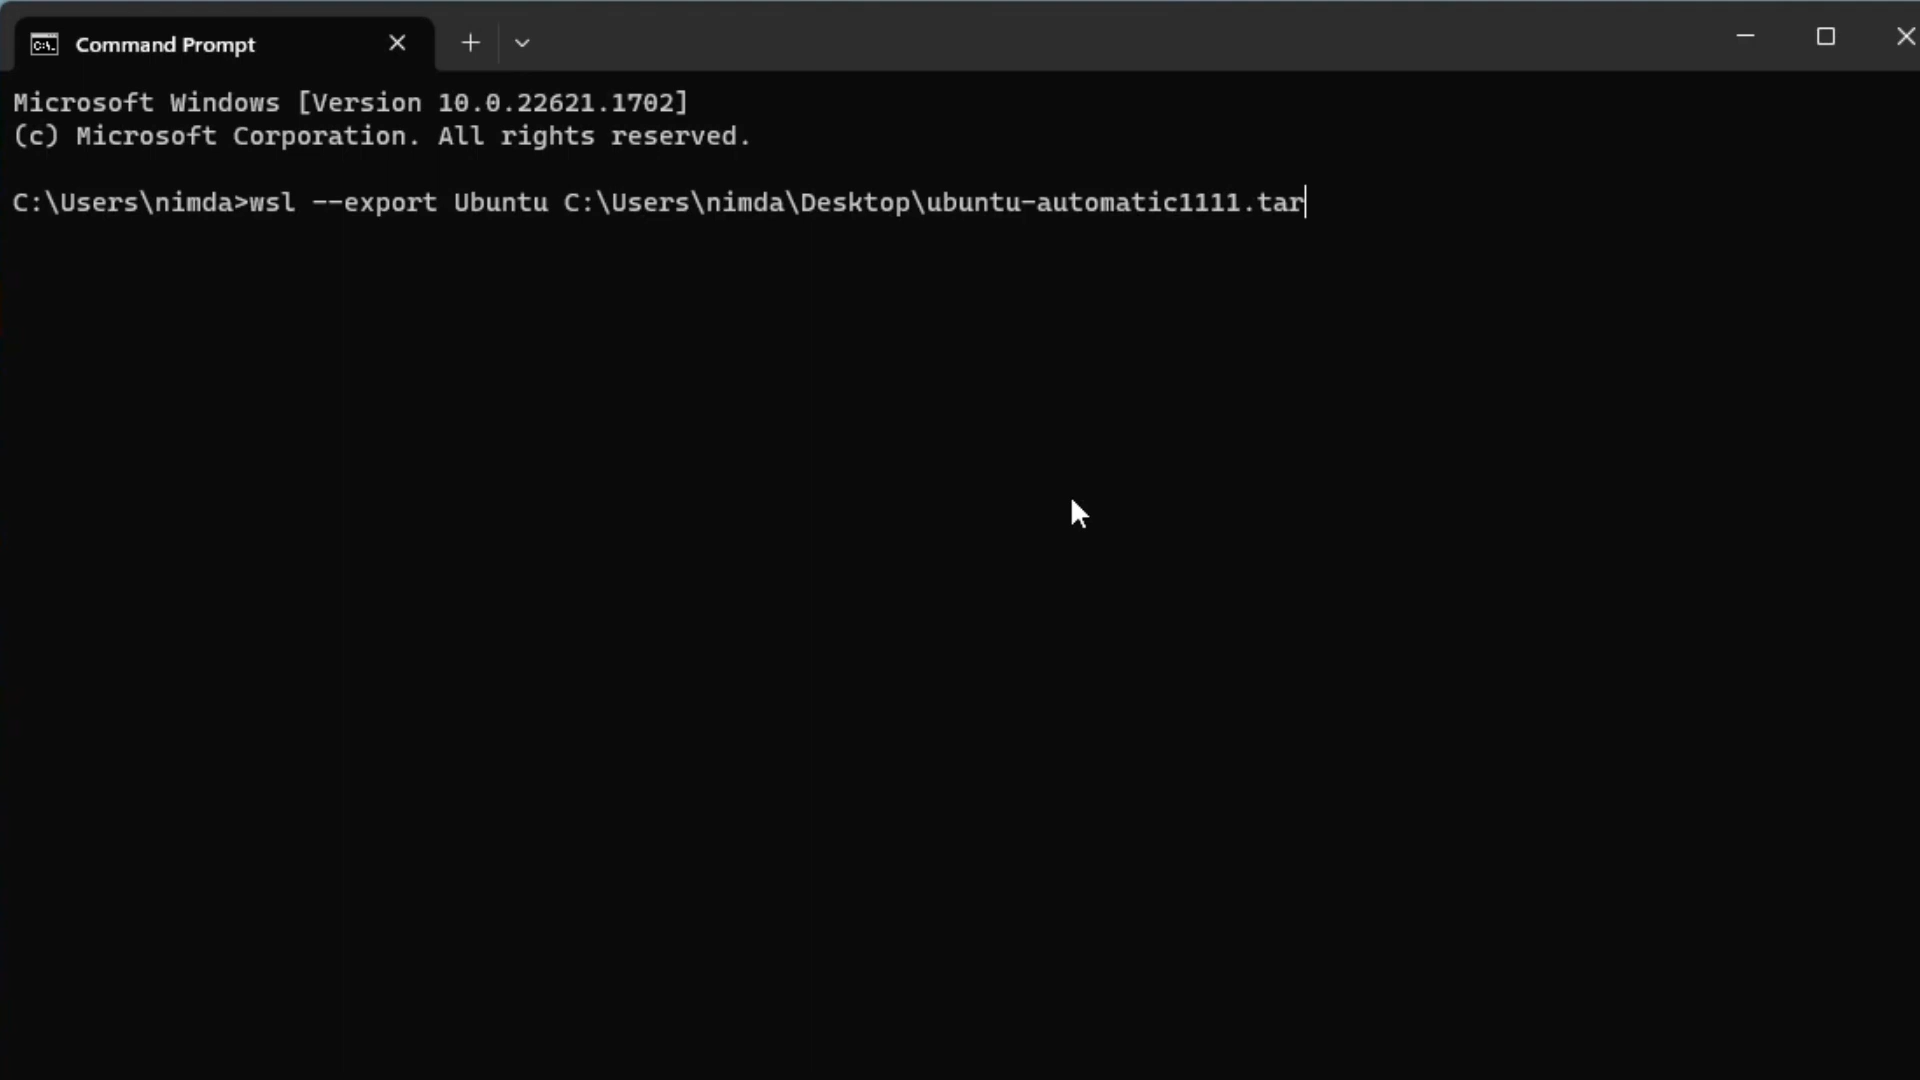 Command Prompt
Microsoft Windows [Version 10.0.22621.1702]
(c) Microsoft Corporation. All rights reserved.
C:\Users\nimda>wsl --export Ubuntu C:\Users\nimda\Desktop\ubuntu-automatic1111.tar